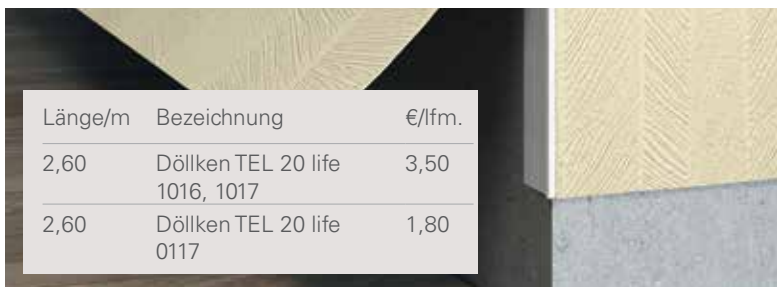 Länge/m Bezeichnung €/lfm.
2,60 Döllken TEL 20 life 3,50
1016, 1017
2,60 Döllken TEL 20 life 1,80
0117